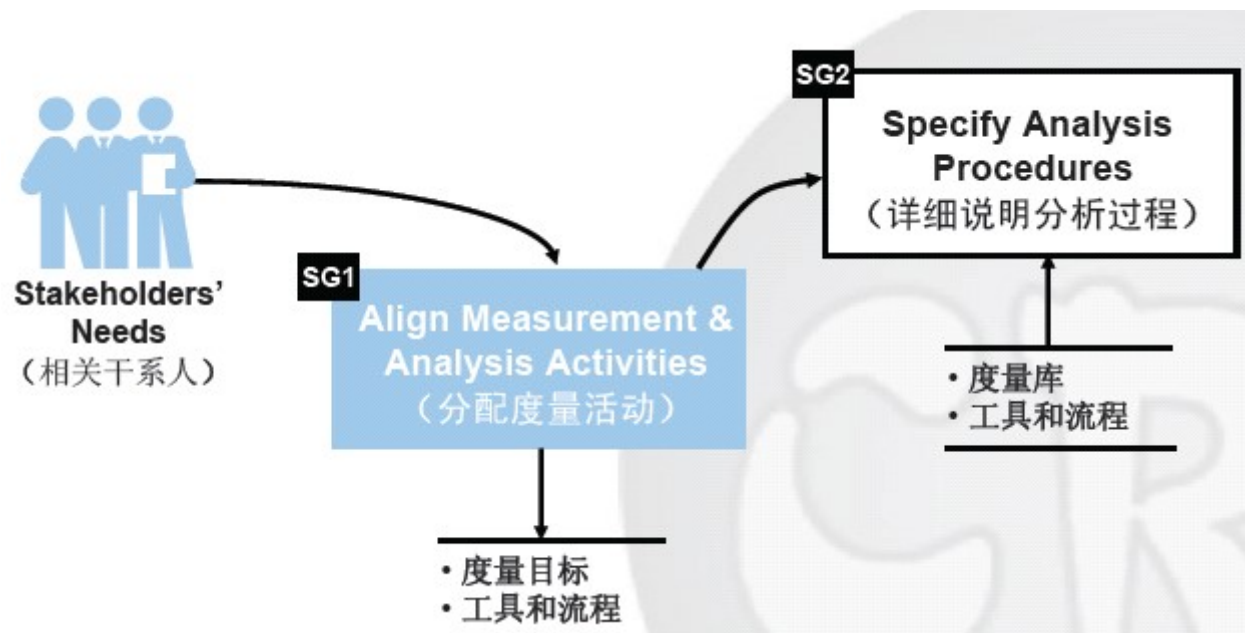 Stakeholders'
Needs
（相关干系人）
SG1
Align Measurement &
Analysis Activities
（分配度量活动）
• 度量目标
• 工具和流程
SG2
Specify Analysis
Procedures
（详细说明分析过程）
• 度量库
• 工具和流程